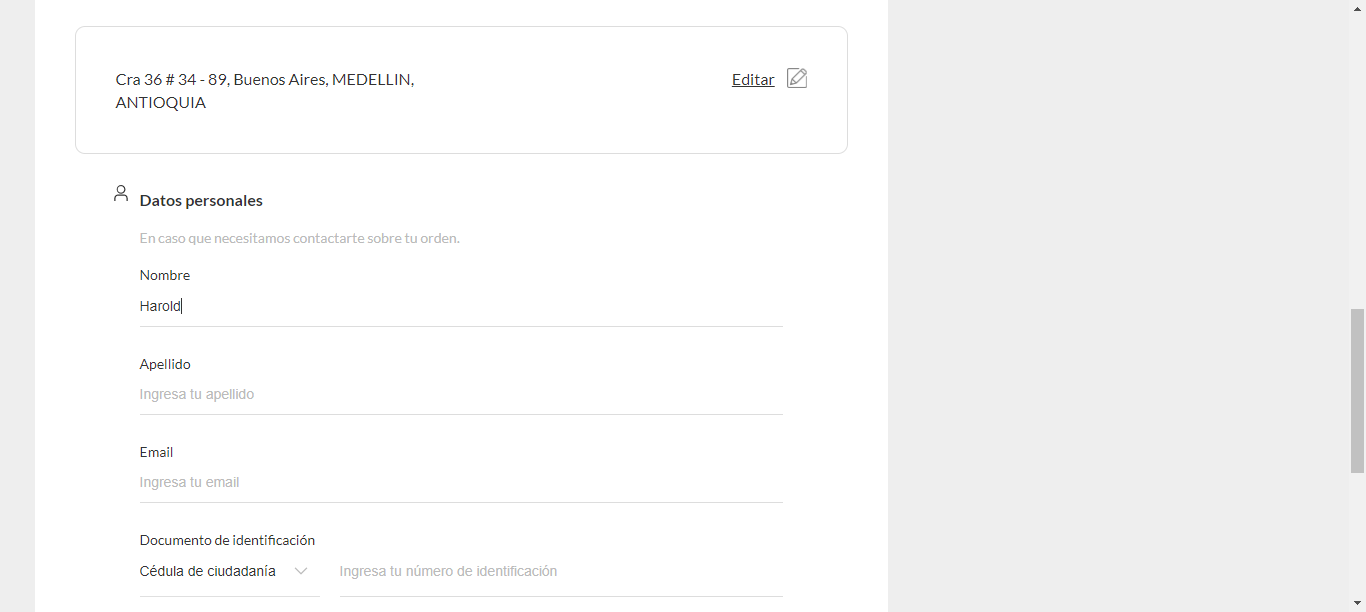 Cra 36 # 34 - 89, Buenos Aires, MEDELLIN,
ANTIOQUIA
Editar
Datos personales
En caso que necesitamos contactarte sobre tu orden.
Nombre
Harold
Apellido
Ingresa tu apellido
Email
Ingresa tu email
Documento de identificación
Cédula de ciudadanía
Ingresa tu número de identificación